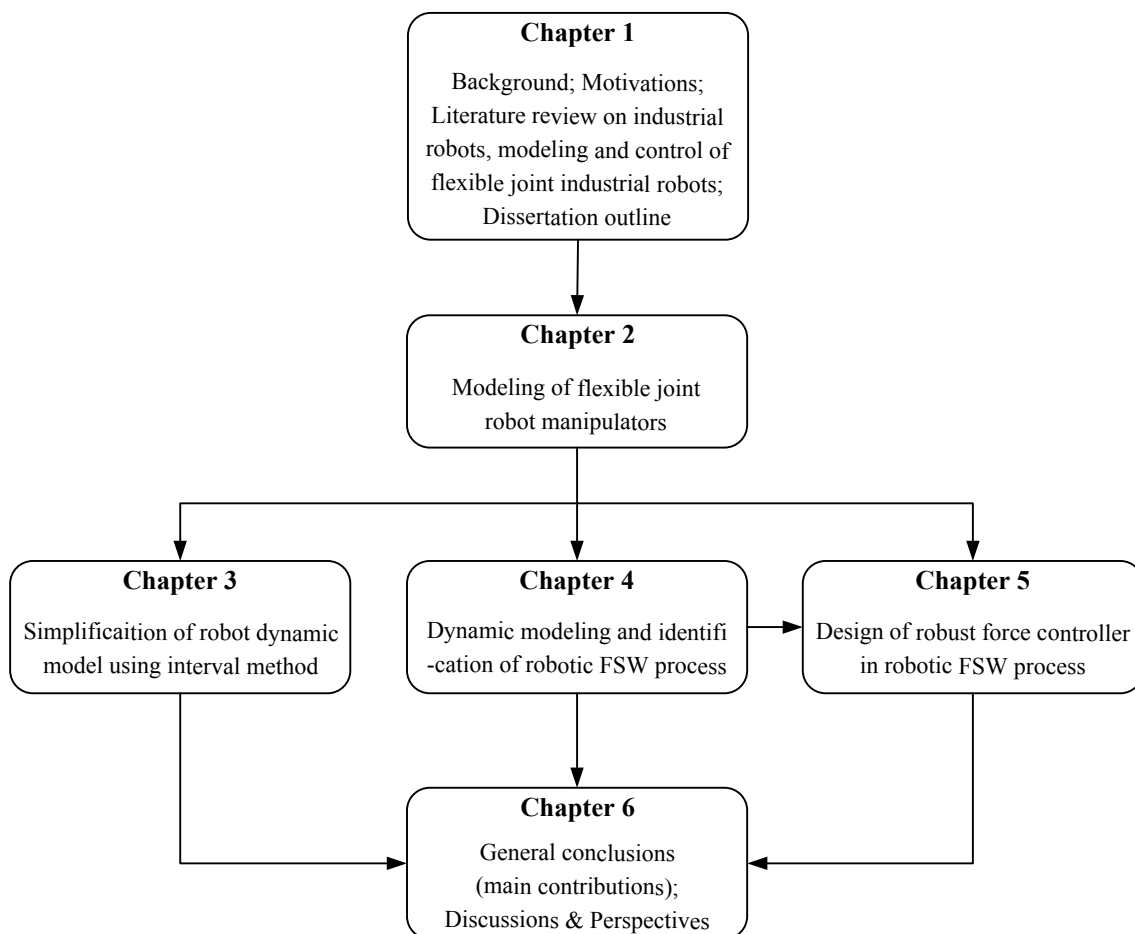 Chapter 1
Background; Motivations;
Literature review on industrial
robots, modeling and control of
flexible joint industrial robots;
Dissertation outline
Chapter 2
Modeling of flexible joint
robot manipulators
Chapter 3
Simplificaition of robot dynamic
model using interval method
Chapter 4
Dynamic modeling and identifi
-cation of robotic FSW process
Chapter 5
Design of robust force controller
in robotic FSW process
Chapter 6
General conclusions
(main contributions);
Discussions & Perspectives